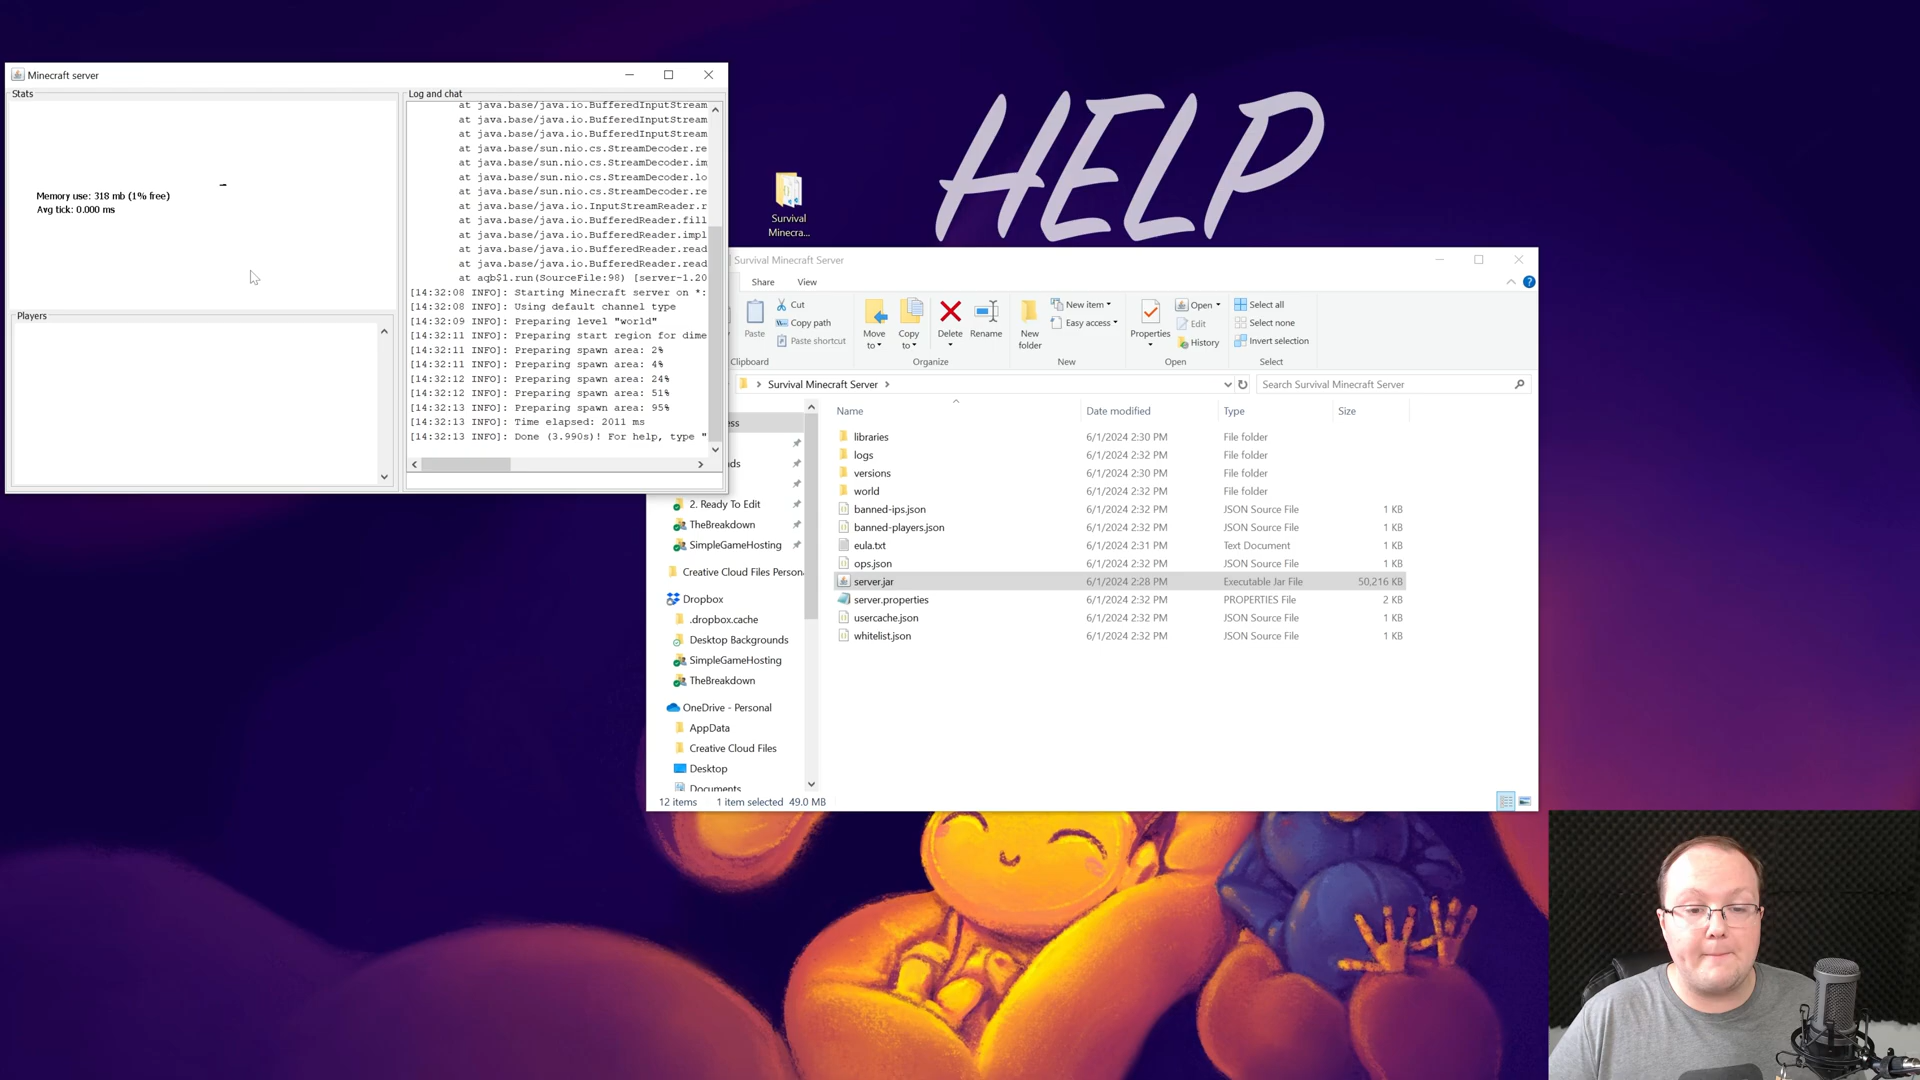 Minecraft server
Stats
Memory use: 318 mb (1% free)
Avg tick: 0.000 ms
Players
Log and chat
at java.base/java.io.BufferedInputStream
at java.base/java.io.BufferedInputStream
at java.base/java.io.BufferedInputStream
at java.base/sun.nio.cs.StreamDecoder.re
at java.base/sun.nio.cs.StreamDecoder.im
at java.base/sun.nio.cs.StreamDecoder.lo
at java.base/sun.nio.cs.StreamDecoder.re
at java.base/java.io.InputStreamReader.r
at java.base/java.io.BufferedReader.fill
at java.base/java.io.BufferedReader.impl
at java.base/java.io.BufferedReader.read
at java.base/java.io.BufferedReader.read
at aqb$1.run(SourceFile:98) [server-1.20
[14:32:08 INFO]: Starting Minecraft server on *:
[14:32:08 INFO]: Using default channel type
[14:32:09 INFO]: Preparing level "world"
[14:32:11 INFO]: Preparing start region for dime
[14:32:11 INFO]: Preparing spawn area: 2%
[14:32:11 INFO]: Preparing spawn area: 4%
[14:32:12 INFO]: Preparing spawn area: 24%
[14:32:12 INFO]: Preparing spawn area: 51%
[14:32:13 INFO]: Preparing spawn area: 95%
[14:32:13 INFO]: Time elapsed: 2011 ms
[14:32:13 INFO]: Done (3.990s)! For help, type "
Survival
Minecra...
HELP
Survival Minecraft Server
Share View
Paste
Cut
Copy path
Paste shortcut
Clipboard
Move to
Copy to
Delete
Rename
Organize
New folder
New item
Easy access
New
Properties
Open
Edit
History
Open
Select all
Select none
Invert selection
Select
Survival Minecraft Server
Search Survival Minecraft Server
ess
ds
2. Ready To Edit
TheBreakdown
SimpleGameHosting
Creative Cloud Files Person
Dropbox
.dropbox.cache
Desktop Backgrounds
SimpleGameHosting
TheBreakdown
OneDrive - Personal
AppData
Creative Cloud Files
Desktop
Documents
Name Date modified Type Size
libraries 6/1/2024 2:30 PM File folder
logs 6/1/2024 2:32 PM File folder
versions 6/1/2024 2:30 PM File folder
world 6/1/2024 2:32 PM File folder
banned-ips.json 6/1/2024 2:32 PM JSON Source File 1 KB
banned-players.json 6/1/2024 2:32 PM JSON Source File 1 KB
eula.txt 6/1/2024 2:31 PM Text Document 1 KB
ops.json 6/1/2024 2:32 PM JSON Source File 1 KB
server.jar 6/1/2024 2:28 PM Executable Jar File 50,216 KB
server.properties 6/1/2024 2:32 PM PROPERTIES File 2 KB
usercache.json 6/1/2024 2:32 PM JSON Source File 1 KB
whitelist.json 6/1/2024 2:32 PM JSON Source File 1 KB
12 items 1 item selected 49.0 MB